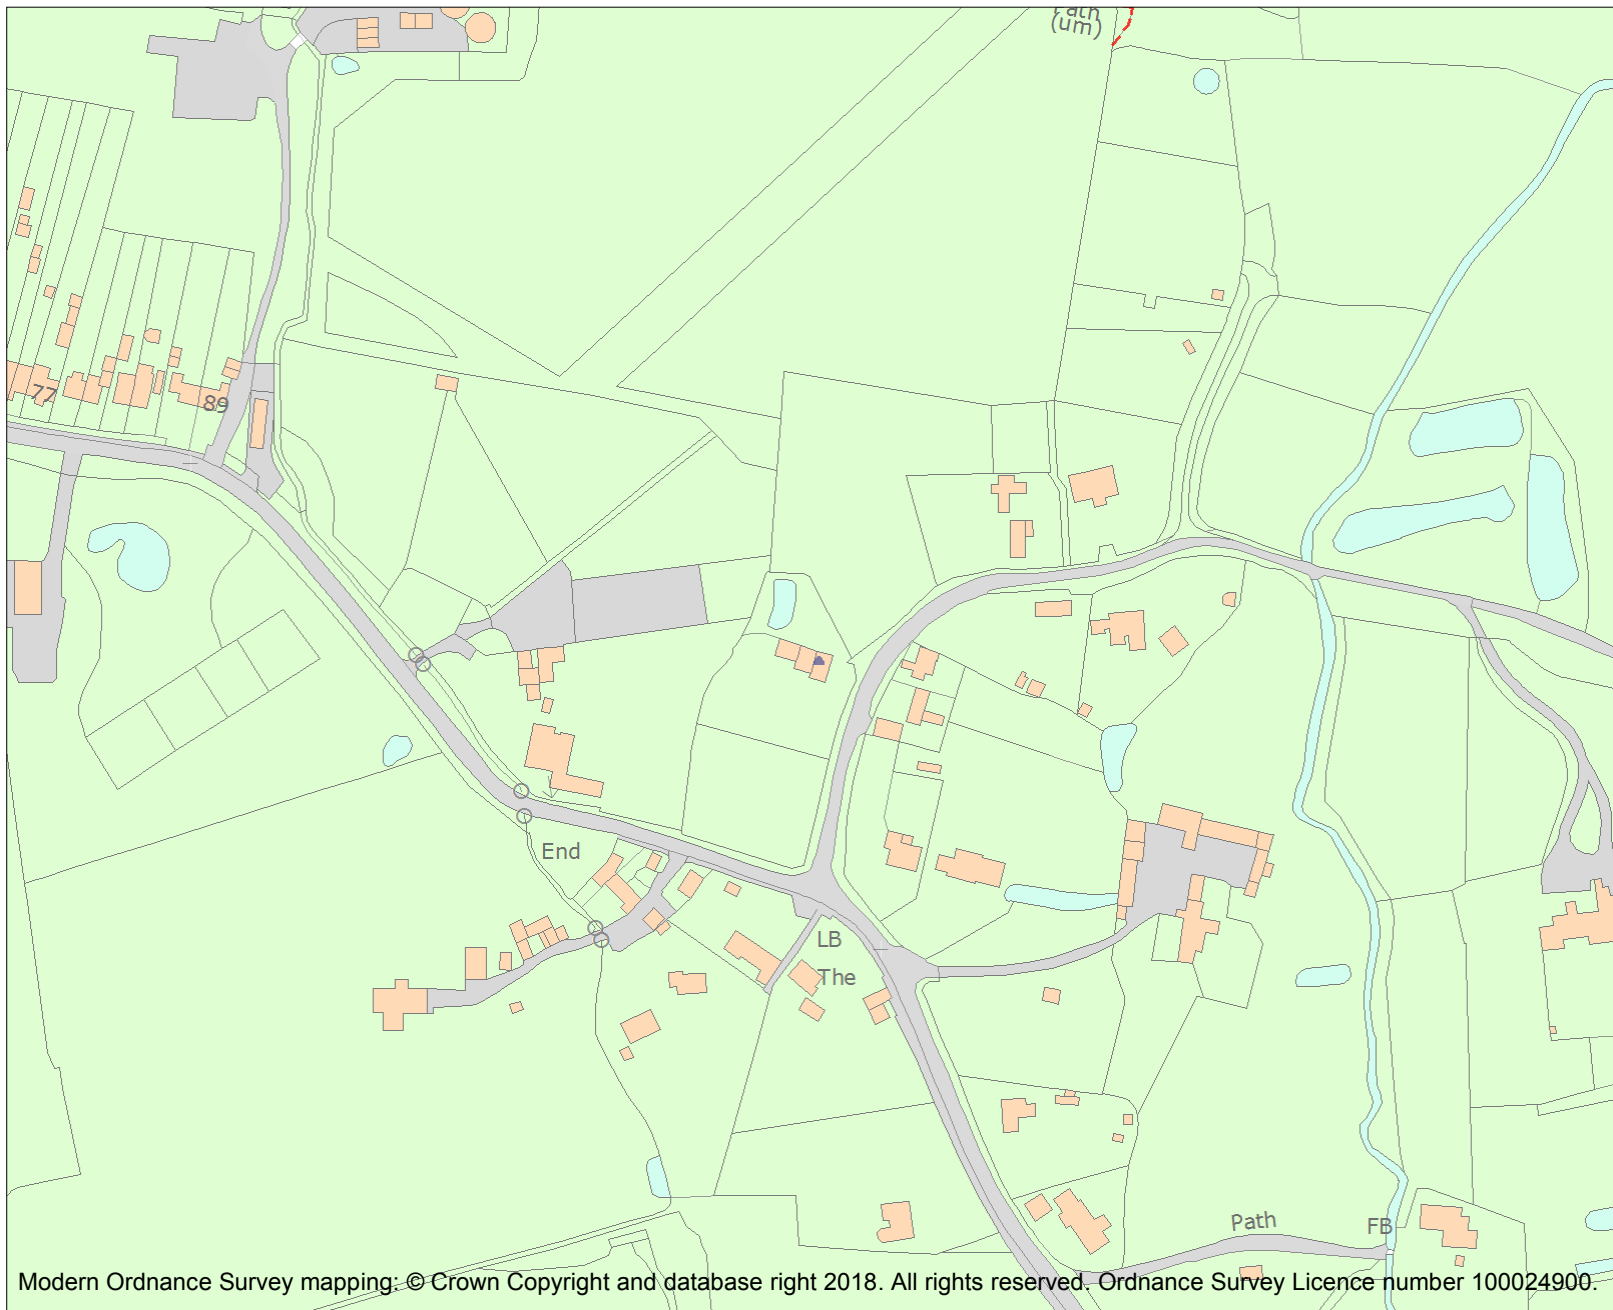 Path
(um)
77
89
End
LB
The
Path
FB
Modern Ordnance Survey mapping: © Crown Copyright and database right 2018. All rights reserved. Ordnance Survey Licence number 100024900.